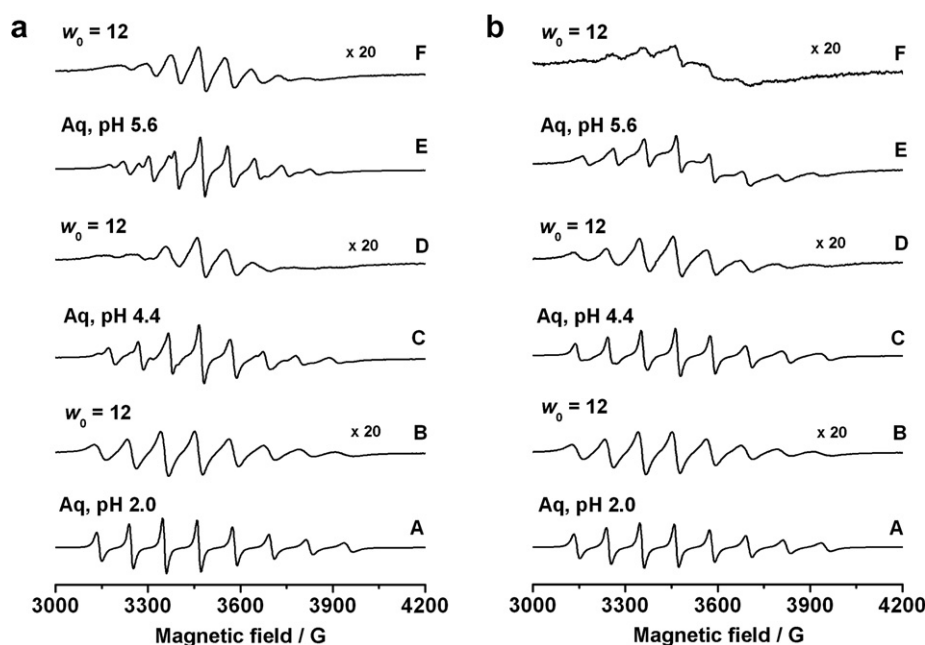 a
w₀ = 12
x 20
F
Aq, pH 5.6
E
w₀ = 12
x 20
D
Aq, pH 4.4
C
w₀ = 12
x 20
B
Aq, pH 2.0
A
3000 3300 3600 3900 4200
Magnetic field / G
b
w₀ = 12
x 20
F
Aq, pH 5.6
E
w₀ = 12
x 20
D
Aq, pH 4.4
C
w₀ = 12
x 20
B
Aq, pH 2.0
A
3000 3300 3600 3900 4200
Magnetic field / G